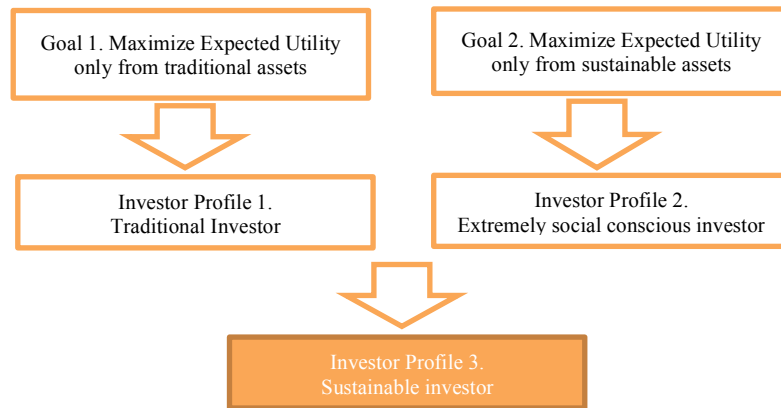 Goal 1. Maximize Expected Utility
only from traditional assets
Goal 2. Maximize Expected Utility
only from sustainable assets
Investor Profile 1.
Traditional Investor
Investor Profile 2.
Extremely social conscious investor
Investor Profile 3.
Sustainable investor